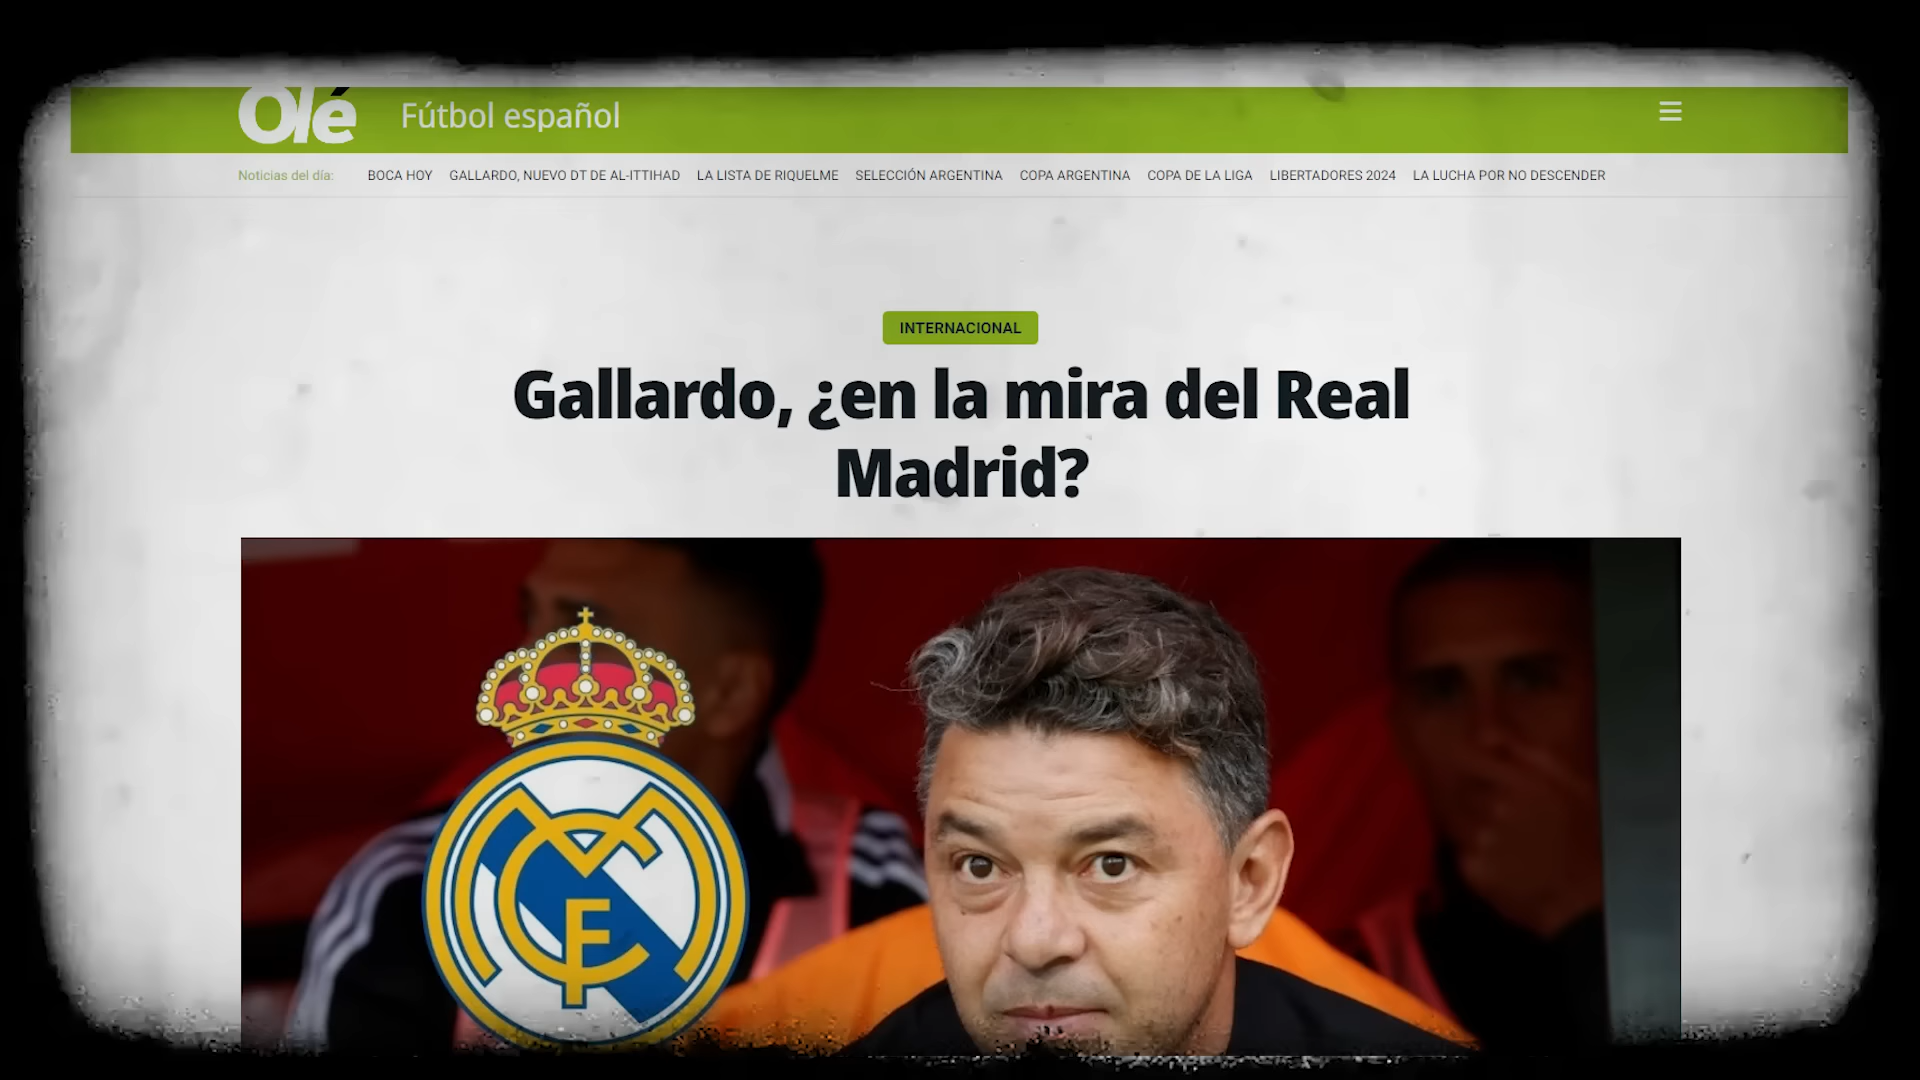 Olé
Fútbol español
Noticias del día: BOCA HOY GALLARDO, NUEVO DT DE AL-ITTIHAD LA LISTA DE RIQUELME SELECCIÓN ARGENTINA COPA ARGENTINA COPA DE LA LIGA LIBERTADORES 2024 LA LUCHA POR NO DESCENDER
INTERNACIONAL
Gallardo, ¿en la mira del Real
Madrid?